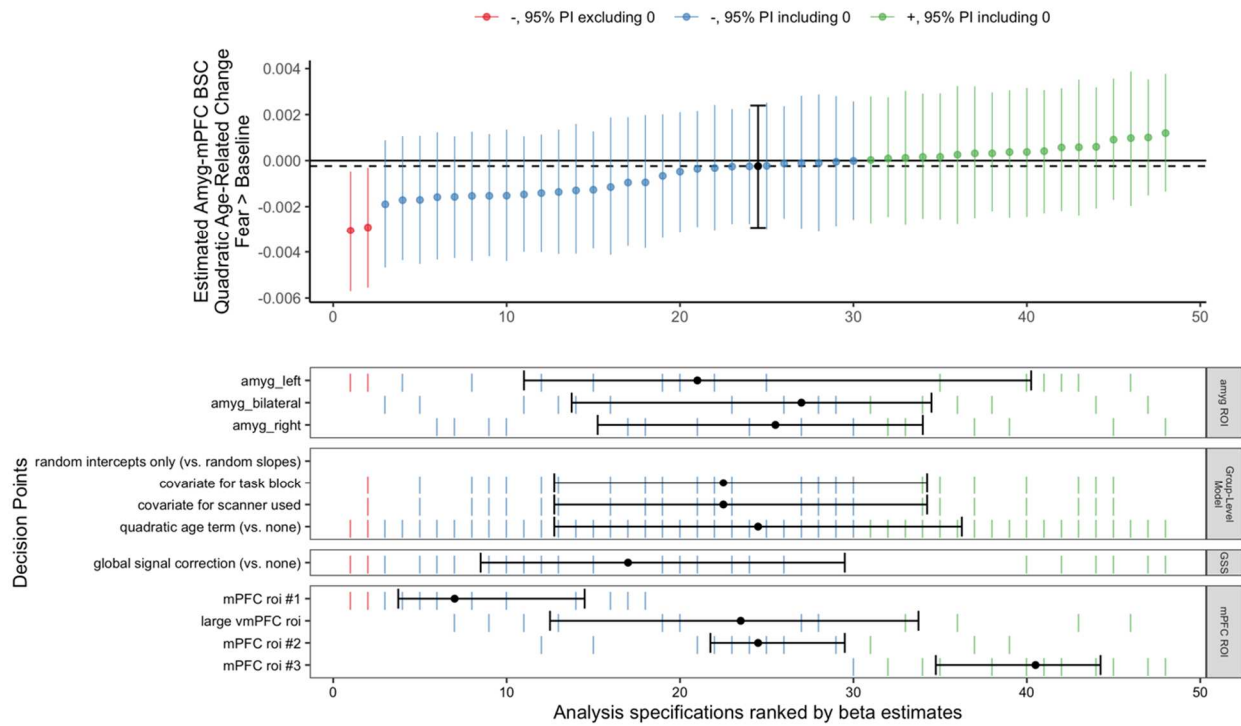 -, 95% PI excluding 0 -, 95% PI including 0 +, 95% PI including 0
Estimated Amyg-mPFC BSC
Quadratic Age-Related Change
Fear > Baseline
0.004
0.002
0.000
-0.002
-0.004
-0.006
0 10 20 30 40 50
Decision Points
amyg_left
amyg_bilateral
amyg_right
amyg ROI
random intercepts only (vs. random slopes)
covariate for task block
covariate for scanner used
quadratic age term (vs. none)
Group-Level
Model
global signal correction (vs. none)
GSS
mPFC roi #1
large vmPFC roi
mPFC roi #2
mPFC roi #3
mPFC ROI
0 10 20 30 40 50
Analysis specifications ranked by beta estimates